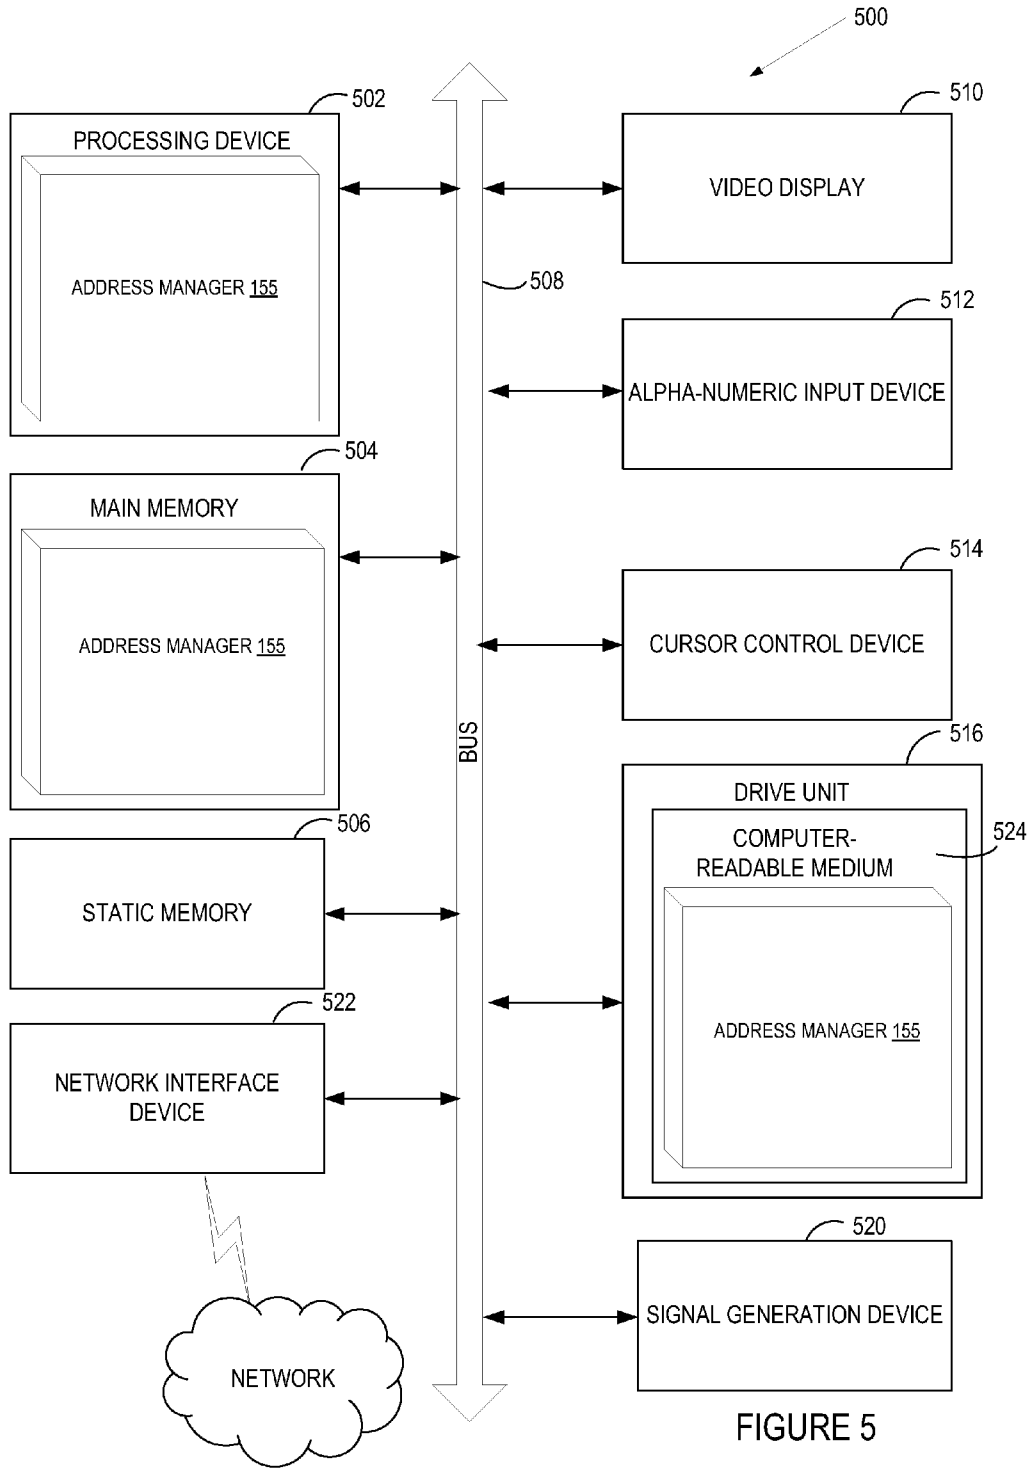 500
502
PROCESSING DEVICE
ADDRESS MANAGER 155
510
VIDEO DISPLAY
508
512
ALPHA-NUMERIC INPUT DEVICE
504
MAIN MEMORY
ADDRESS MANAGER 155
514
CURSOR CONTROL DEVICE
BUS
516
DRIVE UNIT
524
COMPUTER-
READABLE MEDIUM
ADDRESS MANAGER 155
506
STATIC MEMORY
522
NETWORK INTERFACE
DEVICE
520
SIGNAL GENERATION DEVICE
NETWORK
FIGURE 5